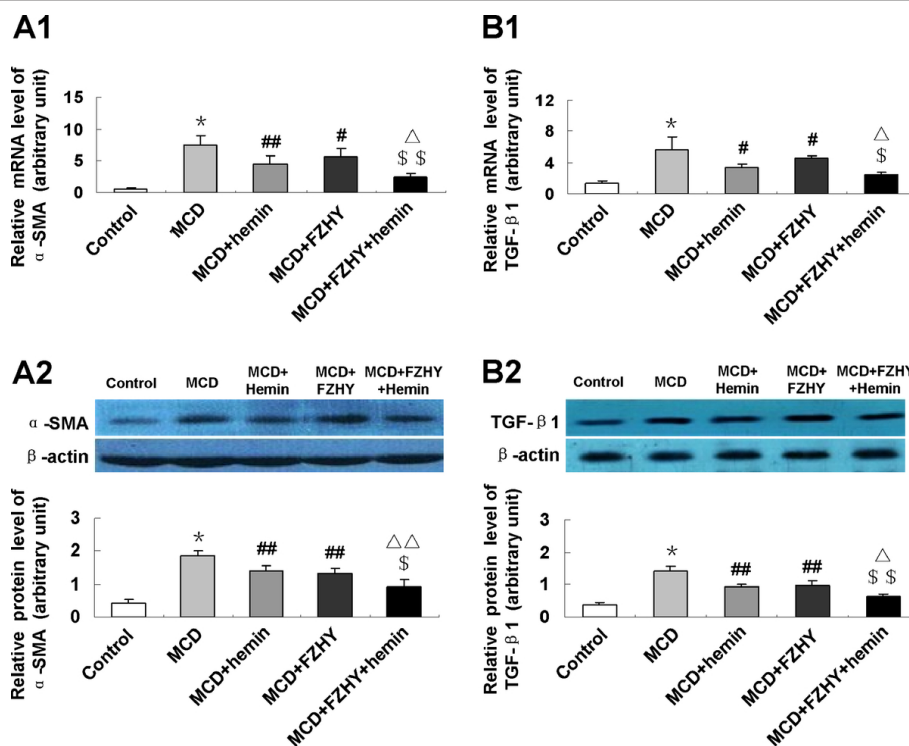 A1
Relative mRNA level of
α-SMA (arbitrary unit)
15
10
5
0
*
##
#
△
$ $
Control
MCD
MCD+hemin
MCD+FZHY
MCD+FZHY+hemin
B1
Relative mRNA level of
TGF-β1 (arbitrary unit)
12
8
4
0
*
#
#
△
$
Control
MCD
MCD+hemin
MCD+FZHY
MCD+FZHY+hemin
A2
Control
MCD
MCD+
Hemin
MCD+
FZHY
MCD+FZHY
+Hemin
α-SMA
β-actin
Relative protein level of
α-SMA (arbitrary unit)
3
2
1
0
*
##
##
△△
$
Control
MCD
MCD+hemin
MCD+FZHY
MCD+FZHY+hemin
B2
Control
MCD
MCD+
Hemin
MCD+
FZHY
MCD+FZHY
+Hemin
TGF-β1
β-actin
Relative protein level of
TGF-β1 (arbitrary unit)
3
2
1
0
*
##
##
△
$ $
Control
MCD
MCD+hemin
MCD+FZHY
MCD+FZHY+hemin